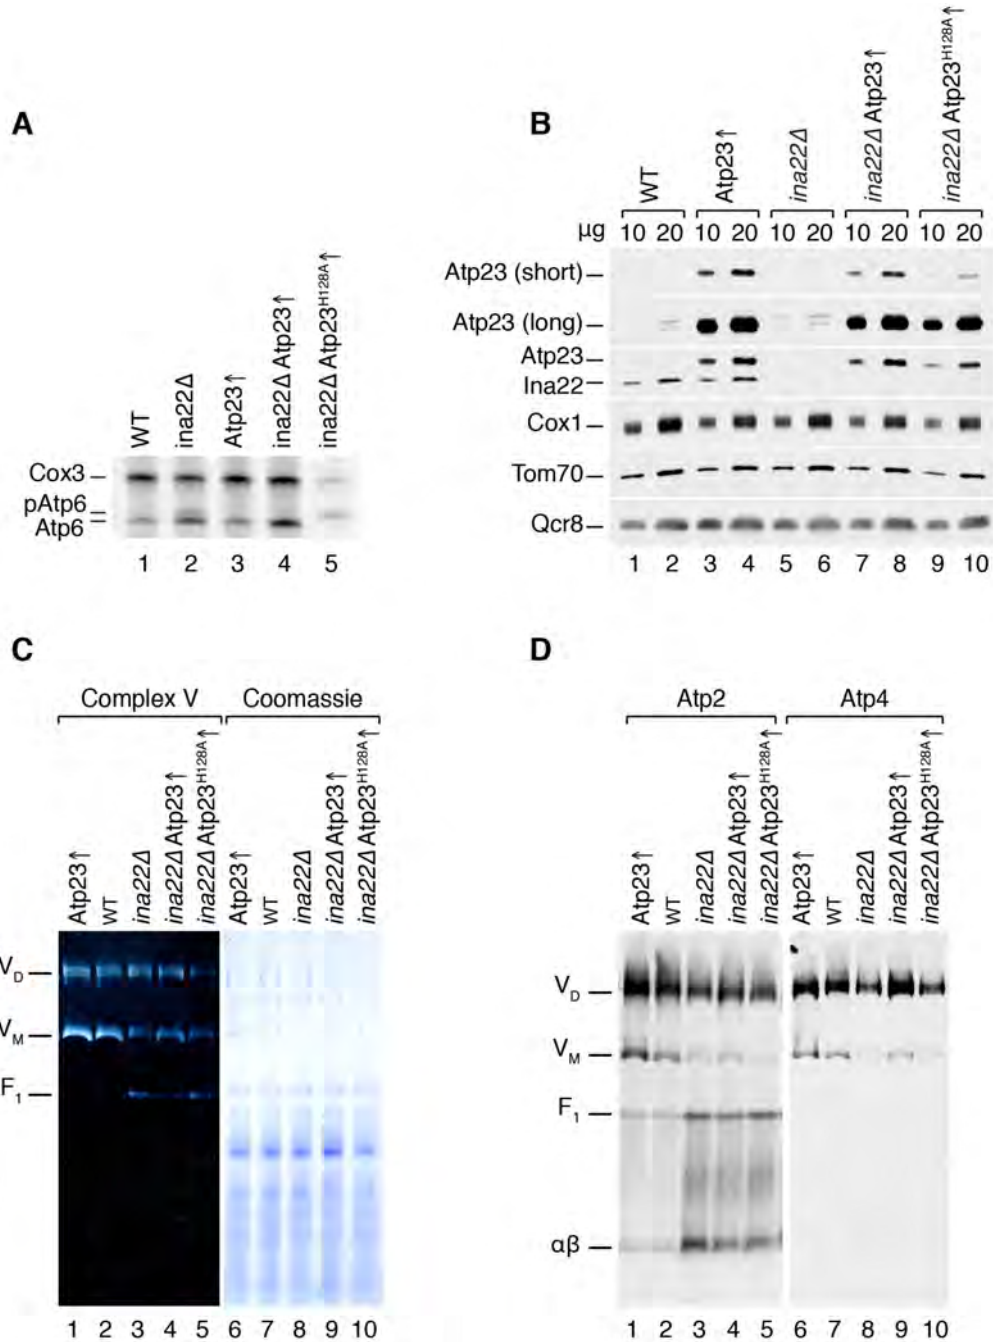 A
WT
ina22Δ
Atp23↑
ina22Δ Atp23↑
ina22Δ Atp23H128A↑
Cox3
pAtp6
Atp6
1 2 3 4 5
B
WT
Atp23↑
ina22Δ
ina22Δ Atp23↑
ina22Δ Atp23H128A↑
µg 10 20 10 20 10 20 10 20 10 20
Atp23 (short)
Atp23 (long)
Atp23
Ina22
Cox1
Tom70
Qcr8
1 2 3 4 5 6 7 8 9 10
C
Complex V Coomassie
Atp23↑
WT
ina22Δ
ina22Δ Atp23↑
ina22Δ Atp23H128A↑
Atp23↑
WT
ina22Δ
ina22Δ Atp23↑
ina22Δ Atp23H128A↑
VD
VM
F1
1 2 3 4 5 6 7 8 9 10
D
Atp2 Atp4
Atp23↑
WT
ina22Δ
ina22Δ Atp23↑
ina22Δ Atp23H128A↑
Atp23↑
WT
ina22Δ
ina22Δ Atp23↑
ina22Δ Atp23H128A↑
VD
VM
F1
αβ
1 2 3 4 5 6 7 8 9 10